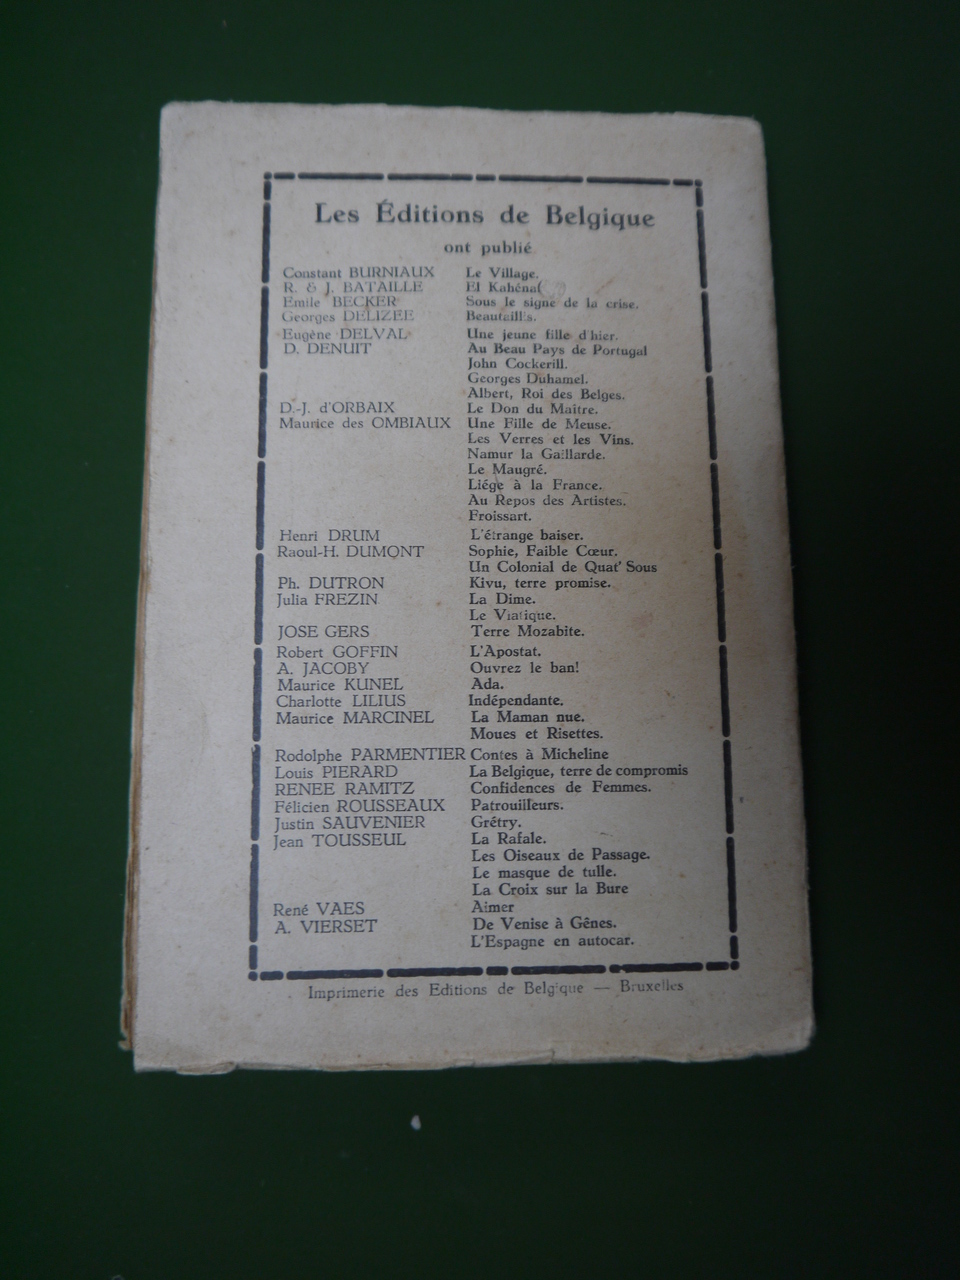 Les Éditions de Belgique
ont publié
Constant BURNIAUX Le Village.
R. & J. BATAILLE El Kahéna
Emile BECKER Sous le signe de la crise.
Georges DELIZEE
Eugène DELVAL Une jeune fille d'hier.
D. DENUIT Au Beau Pays de Portugal
John Cockerill.
Georges Duhamel.
Albert, Roi des Belges.
D.-J. d'ORBAIX Le Don du Maître.
Maurice des OMBIAUX Une Fille de Meuse.
Les Verres et les Vins.
Namur la Gaillarde.
Le Maugré.
Liége à la France.
Au Repos des Artistes.
Froissart.
Henri DRUM L'étrange baiser.
Raoul-H. DUMONT Sophie, Faible Cœur.
Un Colonial de Quat' Sous
Ph. DUTRON Kivu, terre promise.
Julia FREZIN La Dime.
Le Viatique.
JOSE GERS Terre Mozabite.
Robert GOFFIN L'Apostat.
A. JACOBY Ouvrez le ban!
Maurice KUNEL Ada.
Charlotte LILIUS Indépendante.
Maurice MARCINEL La Maman nue.
Moues et Risettes.
Rodolphe PARMENTIER Contes à Micheline
Louis PIERARD La Belgique, terre de compromis
RENEE RAMITZ Confidences de Femmes.
Félicien ROUSSEAUX Patrouilleurs.
Justin SAUVENIER Grétry.
Jean TOUSSEUL La Rafale.
Les Oiseaux de Passage.
Le masque de tulle.
La Croix sur la Bure
René VAES Aimer
A. VIERSET De Venise à Gênes.
L'Espagne en autocar.
Imprimerie des Editions de Belgique — Bruxelles